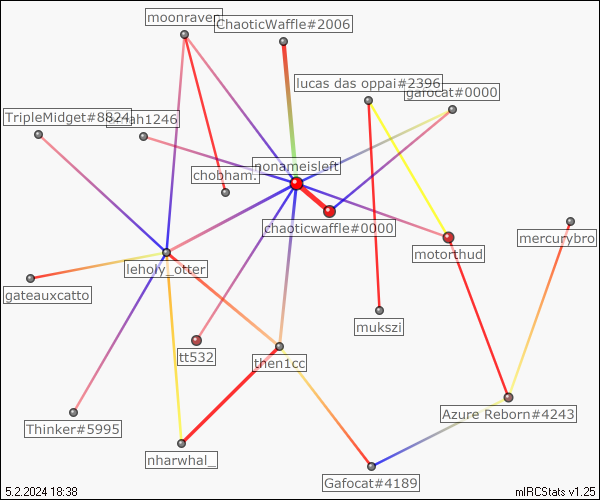 moonraven
ChaoticWaffle#2006
lucas das oppai#2396
gafocat#0000
TripleMidget#8824
ah1246
nonameisleft
chobham.
chaoticwaffle#0000
mercurybro
motorthud
leholy_otter
gateauxcatto
mukszi
tt532
then1cc
Azure Reborn#4243
Thinker#5995
nharwhal_
Gafocat#4189
5.2.2024 18:38
mIRCStats v1.25